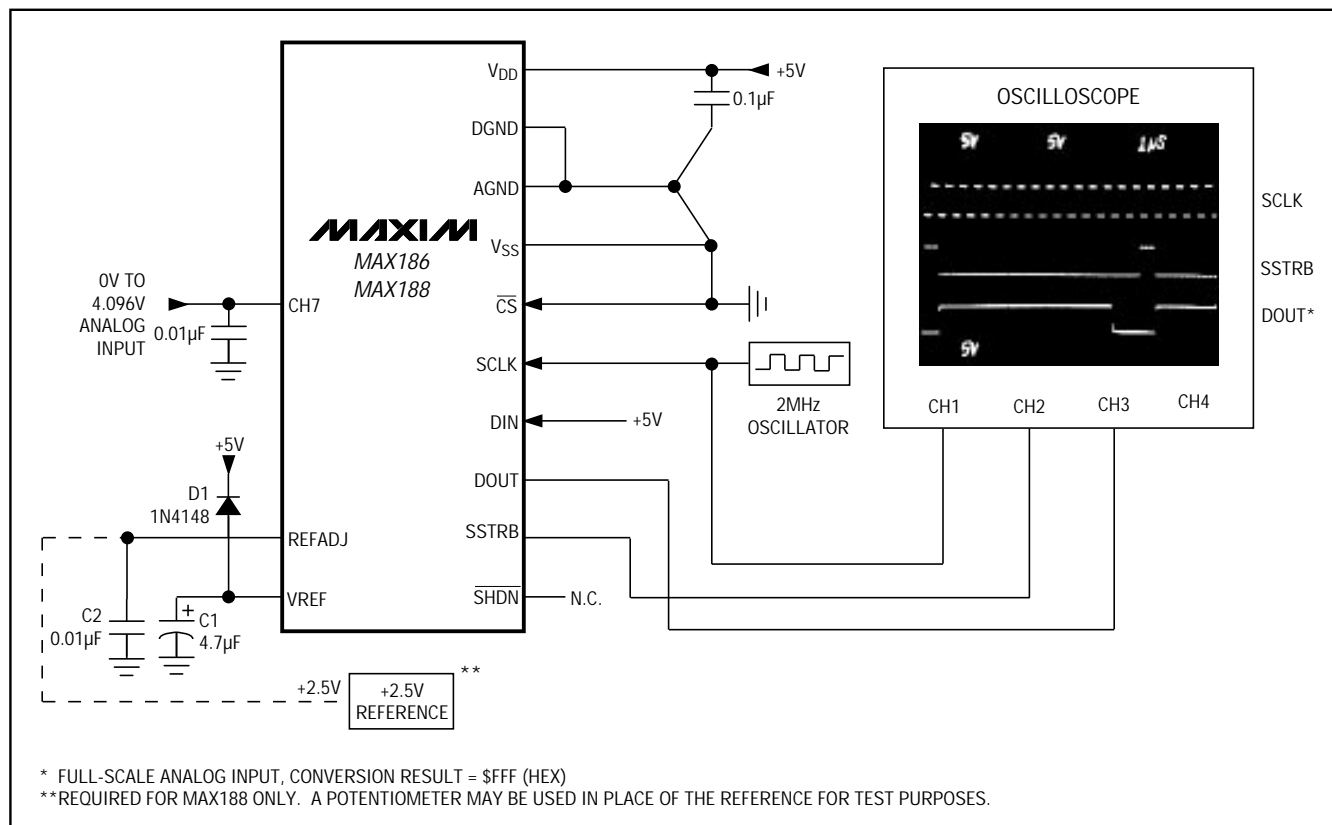 V_DD
+5V
0.1µF
DGND
AGND
MAXIM
MAX186
MAX188
V_SS
CS
0V TO
4.096V
ANALOG
INPUT
0.01µF
CH7
SCLK
2MHz
OSCILLATOR
DIN
+5V
DOUT
SSTRB
SHDN
N.C.
+5V
D1
1N4148
REFADJ
VREF
C2
0.01µF
+
C1
4.7µF
+2.5V
+2.5V
REFERENCE
**
OSCILLOSCOPE
5V 5V 1µS
SCLK
SSTRB
DOUT*
5V
CH1 CH2 CH3 CH4
* FULL-SCALE ANALOG INPUT, CONVERSION RESULT = $FFF (HEX)
**REQUIRED FOR MAX188 ONLY. A POTENTIOMETER MAY BE USED IN PLACE OF THE REFERENCE FOR TEST PURPOSES.